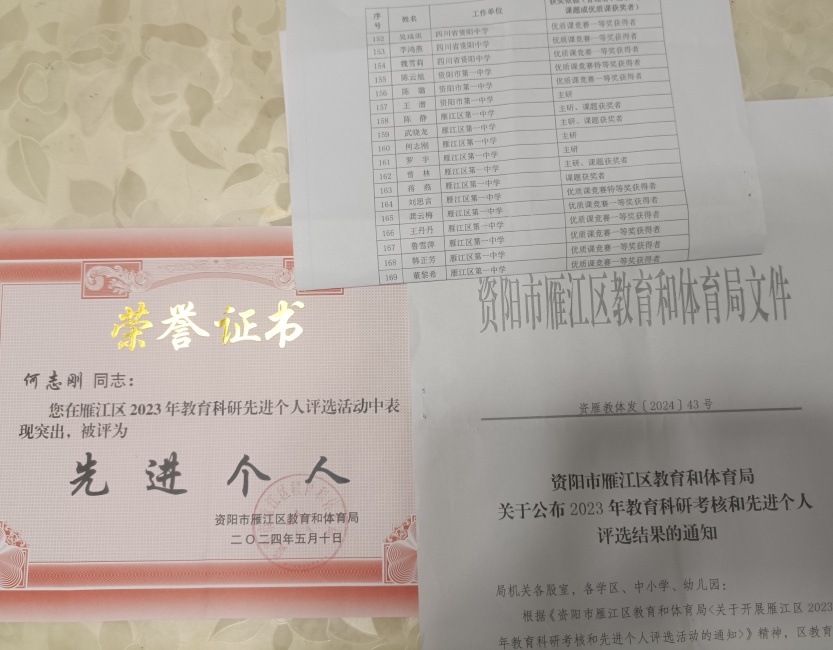 序号 姓名 工作单位
课题或优质课获奖者)
152 四川省资阳中学 优质课竞赛一等奖获得者
153 李鸿燕 四川省资阳中学 优质课竞赛一等奖获得者
154 魏雪莉 四川省资阳中学 优质课竞赛一等奖获得者
155 陈云旭 资阳市第一中学 优质课竞赛特等奖获得者
156 陈璐 资阳市第一中学 优质课竞赛一等奖获得者
157 王潜 资阳市第一中学 主研
158 陈静 雁江区第一中学 主研、课题获奖者
159 武晓龙 雁江区第一中学 主研、课题获奖者
160 何志刚 雁江区第一中学 主研
161 罗宇 雁江区第一中学 主研
162 曾林 雁江区第一中学 主研、课题获奖者
163 蒋燕 雁江区第一中学 课题获奖者
164 刘思言 雁江区第一中学 优质课竞赛特等奖获得者
165 龚云梅 雁江区第一中学 优质课竞赛一等奖获得者
166 王丹丹 雁江区第一中学 优质课竞赛一等奖获得者
167 鲁雪萍 雁江区第一中学 优质课竞赛一等奖获得者
168 韩正芳 雁江区第一中学 优质课竞赛一等奖获得者
169 董黎希 雁江区第一中学 优质课竞赛一等奖获得者
荣誉证书
何志刚 同志:
您在雁江区2023年教育科研先进个人评选活动中表
现突出,被评为
先进个人
资阳市雁江区教育和体育局
二〇二四年五月十日
资阳市雁江区教育和体育局文件
资雁教体发〔2024〕43号
资阳市雁江区教育和体育局
关于公布2023年教育科研考核和先进个人
评选结果的通知
局机关各股室,各学区、中小学、幼儿园:
根据《资阳市雁江区教育和体育局<关于开展雁江区2023
年教育科研考核和先进个人评选活动的通知>》精神,区教育